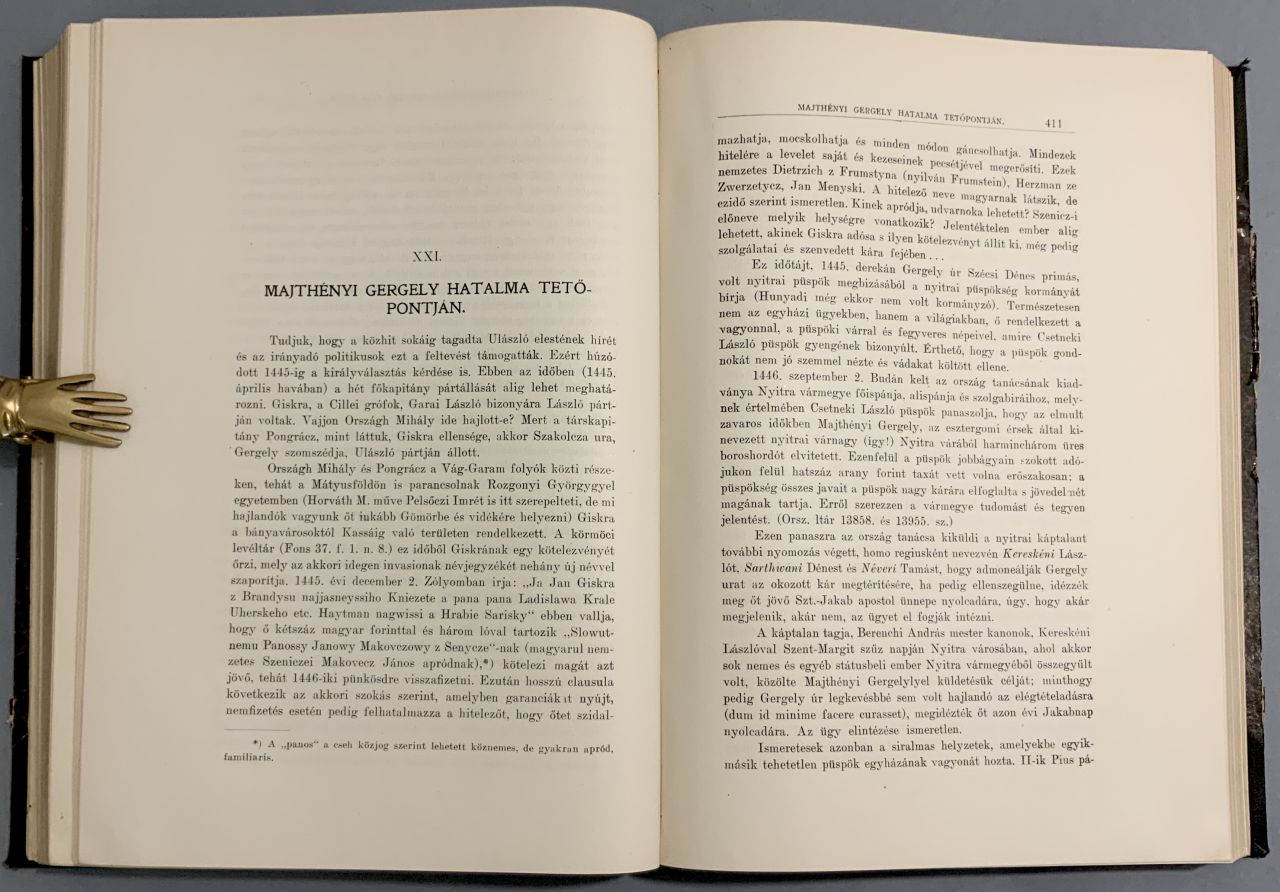 XXI.
MAJTHÉNYI GERGELY HATALMA TETŐ-
PONTJÁN.
Tudjuk, hogy a közhit sokáig tagadta Ulászló elestének hírét
és az irányadó politikusok ezt a feltevést támogatták. Ezért húzó-
dott 1445-ig a királyválasztás kérdése is. Ebben az időben (1445.
április havában) a hét főkapitány pártállását alig lehet meghatá-
rozni. Giskra, a Cillei grófok, Garai László bizonyára László párt-
ján voltak. Vajjon Országh Mihály ide hajlott-e? Mert a társkapi-
tány Pongrácz, mint láttuk, Giskra ellensége, akkor Szakolcza ura,
Gergely szomszédja, Ulászló pártján állott.
Országh Mihály és Pongrácz a Vág-Garam folyók közti része-
ken, tehát a Mátyusföldön is parancsolnak Rozgonyi Györgygyel
egyetemben (Horváth M. műve Pelsőczi Imrét is itt szerepelteti, de mi
hajlandók vagyunk őt inkább Gömörbe és vidékére helyezni) Giskra
a bányavárosoktól Kassáig való területen rendelkezett. A körmöci
levéltár (Fons 37. f. 1. n. 8.) ez időből Giskrának egy kötelezvényét
őrzi, mely az akkori idegen invasionak névjegyzékét nehány új névvel
szaporítja. 1445. évi december 2. Zólyomban irja: „Ja Jan Giskra
z Brandysu najjasneyssiho Kniezete a pana pana Ladislawa Krale
Uherskeho etc. Haytman nagwissi a Hrabie Sarisky“ ebben vallja,
hogy ő kétszáz magyar forinttal és három lóval tartozik „Slowut-
nemu Panossy Janowy Makovczowy z Senycze“-nak (magyarul nem-
zetes Szeniczei Makovecz János apródnak),*) kötelezi magát azt
jövő, tehát 1446-iki pünkösdre visszafizetni. Ezután hosszú clausula
következik az akkori szokás szerint, amelyben garanciákat nyújt,
nemfizetés esetén pedig felhatalmazza a hitelezőt, hogy őtet szidal-
*) A „panos“ a cseh közjog szerint lehetett köznemes, de gyakran apród,
familiaris.
MAJTHÉNYI GERGELY HATALMA TETŐPONTJÁN. 411
mazhatja, mocskolhatja és minden módon gáncsolhatja. Mindezek
hitelére a levelet saját és kezeseinek pecsétjével megerősíti. Ezek
nemzetes Dietrzich z Frumstyna (nyilván Frumstein), Herzman ze
Zwerzetycz, Jan Menyski. A hitelező neve magyarnak látszik, de
ezidő szerint ismeretlen. Kinek apródja, udvarnoka lehetett? Szenicz-i
előneve melyik helységre vonatkozik? Jelentéktelen ember alig
lehetett, akinek Giskra adósa s ilyen kötelezvényt állít ki, még pedig
szolgálatai és szenvedett kára fejében . . .
Ez időtájt, 1445. derekán Gergely úr Szécsi Dénes primás,
volt nyitrai püspök megbizásából a nyitrai püspökség kormányát
bírja (Hunyadi még ekkor nem volt kormányzó). Természetesen
nem az egyházi ügyekben, hanem a világiakban, ő rendelkezett a
vagyonnal, a püspöki várral és fegyveres népeivel, amire Csetneki
László püspök gyengének bizonyúlt. Érthető, hogy a püspök gond-
nokát nem jó szemmel nézte és vádakat költött ellene.
1446. szeptember 2. Budán kelt az ország tanácsának kiad-
ványa Nyitra vármegye főispánja, alispánja és szolgabiráihoz, mely-
nek értelmében Csetneki László püspök panaszolja, hogy az elmult
zavaros időkben Majthényi Gergely, az esztergomi érsek által ki-
nevezett nyitrai várnagy (így!) Nyitra várából harminchárom üres
boroshordót elvitetett. Ezenfelül a püspök jobbágyain szokott adó-
jukon felül hatszáz arany forint taxát vett volna erőszakosan; a
püspökség összes javait a püspök nagy kárára elfoglalta s jövedelmét
magának tartja. Erről szerezzen a vármegye tudomást és tegyen
jelentést. (Orsz. ltár 13858. és 13955. sz.)
Ezen panaszra az ország tanácsa kiküldi a nyitrai káptalant
további nyomozás végett, homo regiusként nevezvén Kereskéni Lász-
lót, Sarthwani Dénest és Néveri Tamást, hogy admoneálják Gergely
urat az okozott kár megtérítésére, ha pedig ellenszegülne, idézzék
meg őt jövő Szt.-Jakab apostol ünnepe nyolcadára, úgy, hogy akár
megjelenik, akár nem, az ügyet el fogják intézni.
A káptalan tagja, Berenchi András mester kanonok, Kereskéni
Lászlóval Szent-Margit szűz napján Nyitra városában, ahol akkor
sok nemes és egyéb státusbeli ember Nyitra vármegyéből összegyült
volt, közölte Majthényi Gergelylyel küldetésük célját; minthogy
pedig Gergely úr legkevésbbé sem volt hajlandó az elégtételadásra
(dum id minime facere curasset), megidézték őt azon évi Jakabnap
nyolcadára. Az ügy elintézése ismeretlen.
Ismeretesek azonban a siralmas helyzetek, amelyekbe egyik-
másik tehetetlen püspök egyházának vagyonát hozta. II-ik Pius pá-